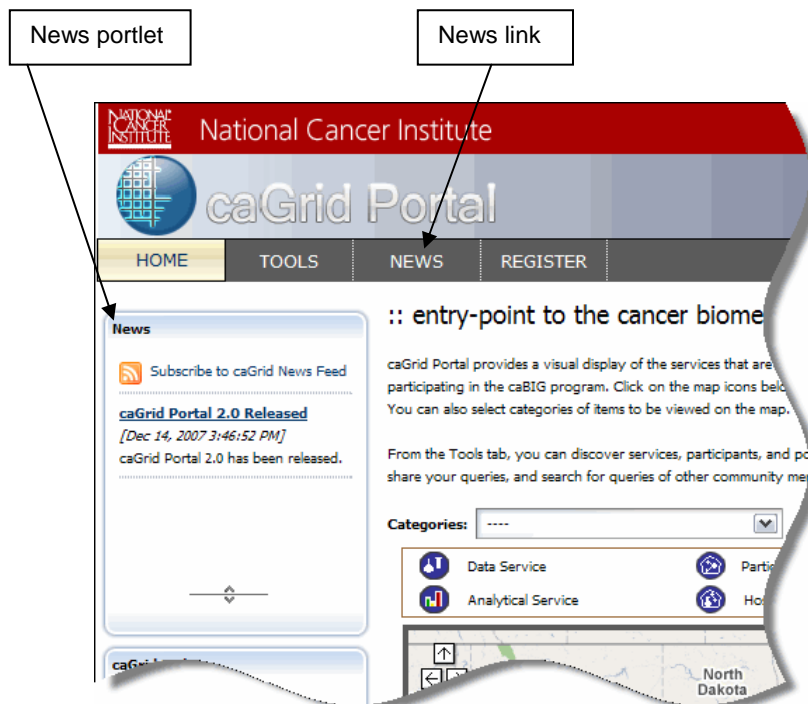 News portlet
News link
NATIONAL
CANCER
INSTITUTE
National Cancer Institute
caGrid Portal
HOME
TOOLS
NEWS
REGISTER
News
Subscribe to caGrid News Feed
caGrid Portal 2.0 Released
[Dec 14, 2007 3:46:52 PM]
caGrid Portal 2.0 has been released.
:: entry-point to the cancer biome
caGrid Portal provides a visual display of the services that are
participating in the caBIG program. Click on the map icons
You can also select categories of items to be viewed on the map.
From the Tools tab, you can discover services, participants, and
share your queries, and search for queries of other community
Categories:
----
Data Service
Analytical Service
North
Dakota